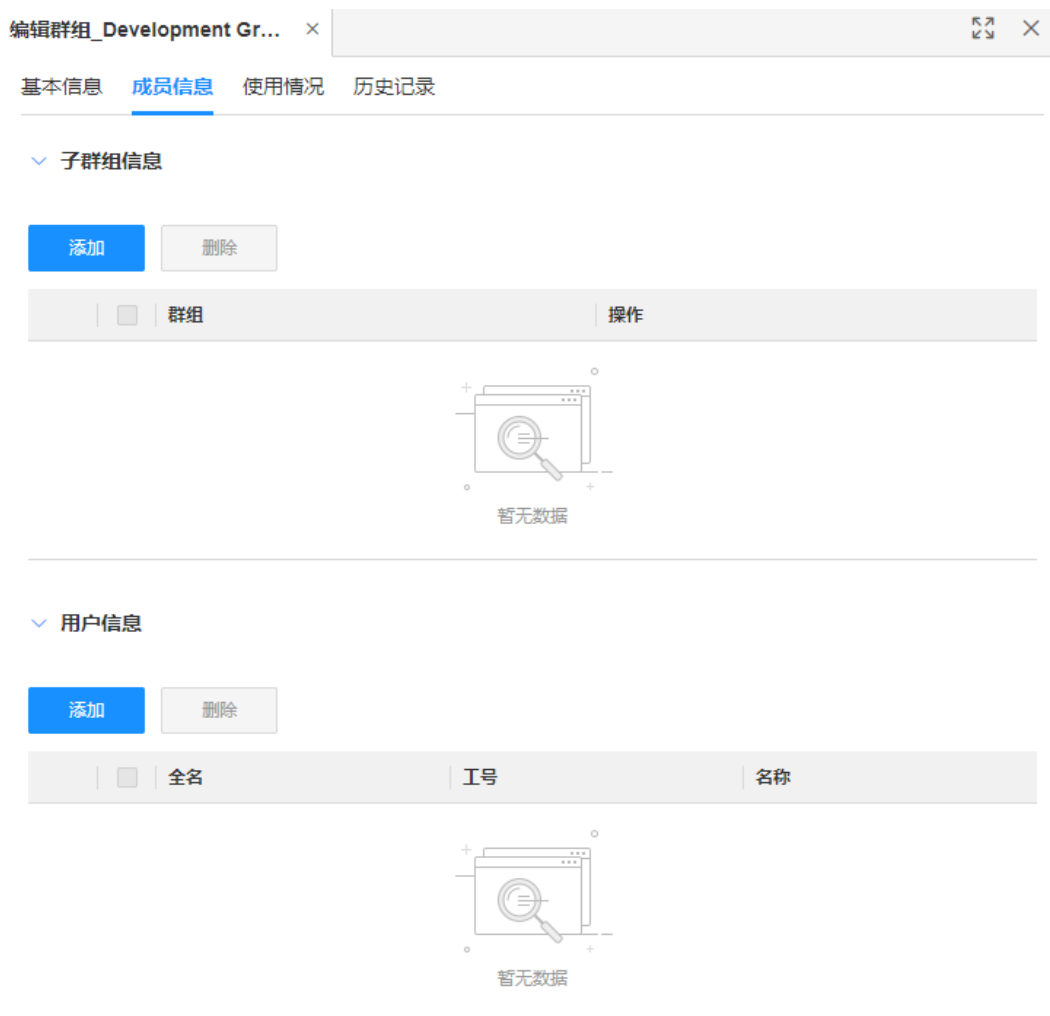 编辑群组_Development Gr...
基本信息 成员信息 使用情况 历史记录
子群组信息
添加 删除
群组 操作
暂无数据
用户信息
添加 删除
全名 工号 名称
暂无数据